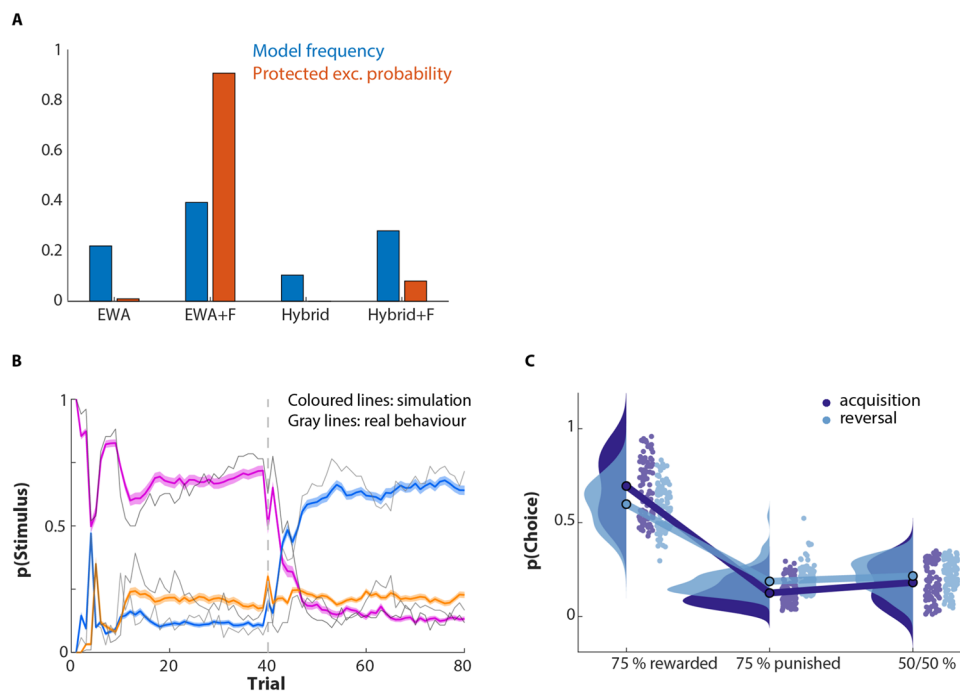 A
1
0.8
0.6
0.4
0.2
0
Model frequency
Protected exc. probability
EWA
EWA+F
Hybrid
Hybrid+F
B
Coloured lines: simulation
Gray lines: real behaviour
p(Stimulus)
1
0.5
0
0
20
40
60
80
Trial
C
acquisition
reversal
p(Choice)
1
0.5
0
75 % rewarded
75 % punished
50/50 %